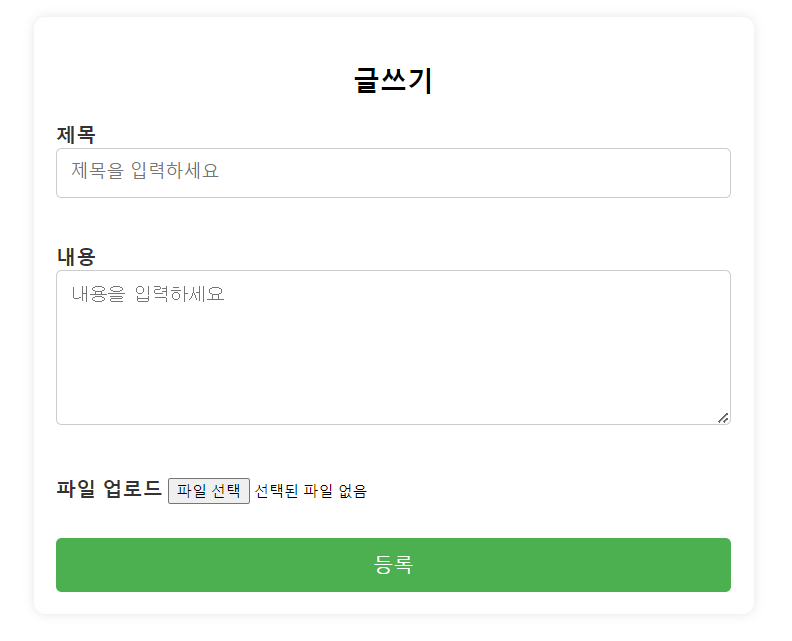 글쓰기
제목
제목을 입력하세요
내용
내용을 입력하세요
파일 업로드 파일 선택 선택된 파일 없음
등록